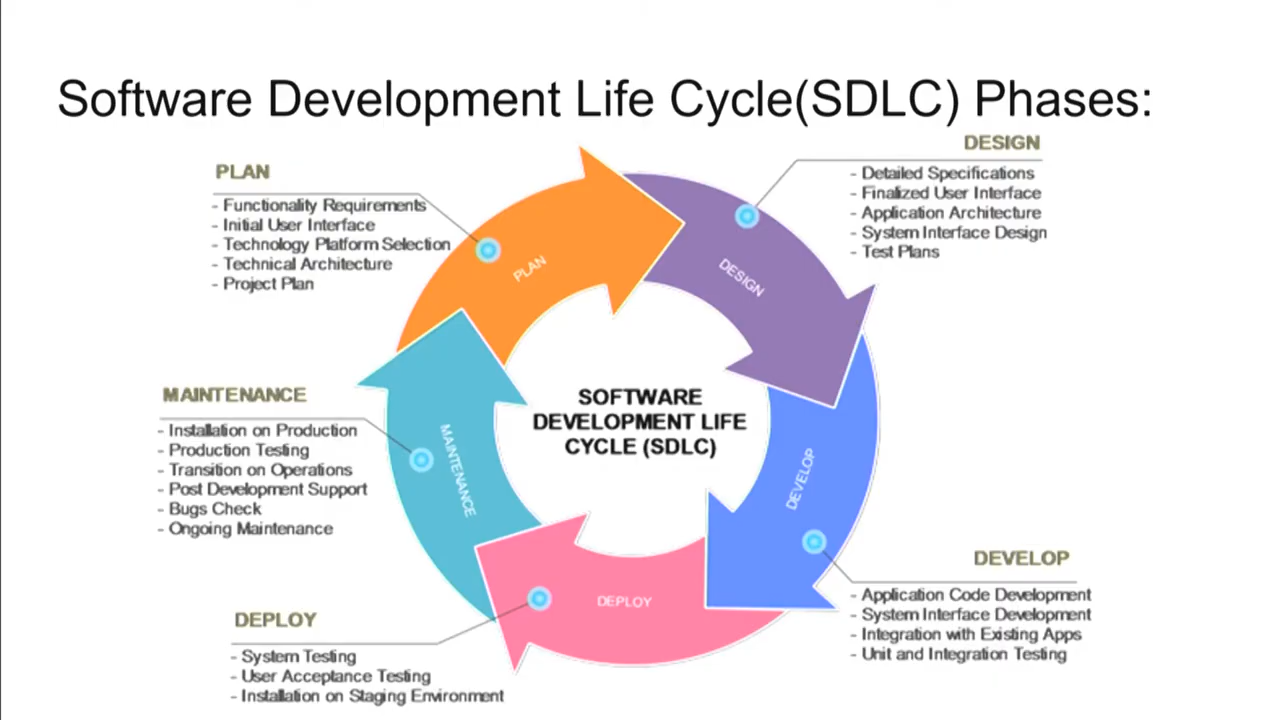 Software Development Life Cycle(SDLC) Phases:
PLAN
- Functionality Requirements
- Initial User Interface
- Technology Platform Selection
- Technical Architecture
- Project Plan
DESIGN
- Detailed Specifications
- Finalized User Interface
- Application Architecture
- System Interface Design
- Test Plans
PLAN
DESIGN
SOFTWARE
DEVELOPMENT LIFE
CYCLE (SDLC)
MAINTENANCE
- Installation on Production
- Production Testing
- Transition on Operations
- Post Development Support
- Bugs Check
- Ongoing Maintenance
MAINTENANCE
DEVELOP
DEVELOP
- Application Code Development
- System Interface Development
- Integration with Existing Apps
- Unit and Integration Testing
DEPLOY
DEPLOY
- System Testing
- User Acceptance Testing
- Installation on Staging Environment